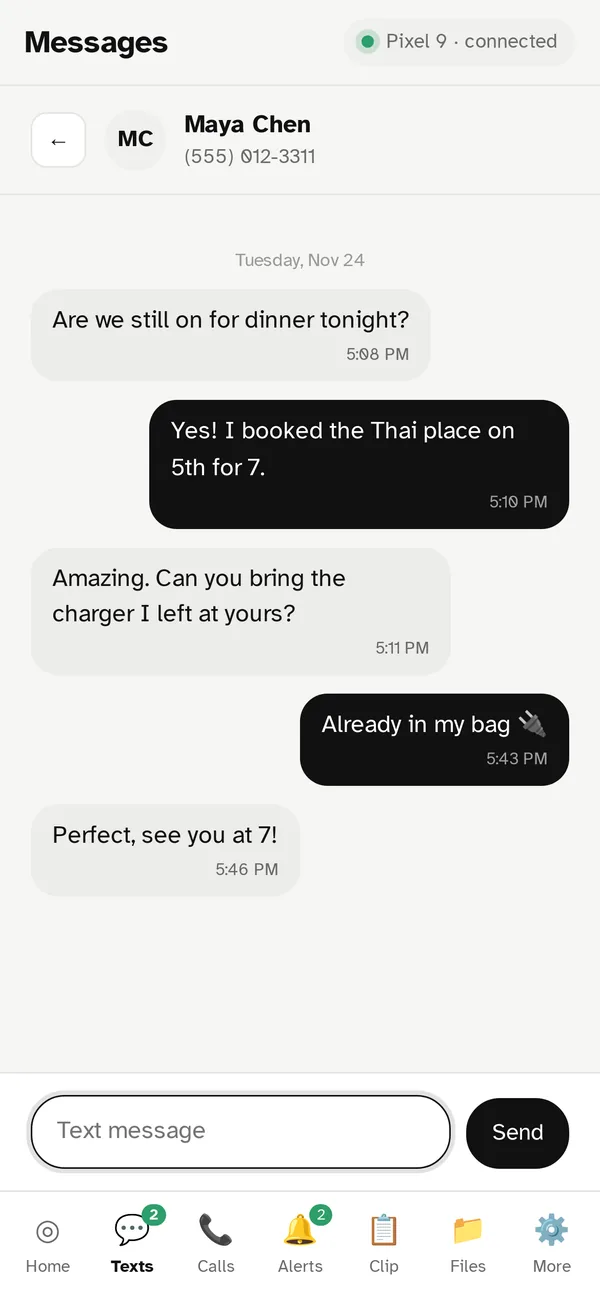 Messages
Pixel 9 · connected
←
MC
Maya Chen
(555) 012-3311
Tuesday, Nov 24
Are we still on for dinner tonight?
5:08 PM
Yes! I booked the Thai place on
5th for 7.
5:10 PM
Amazing. Can you bring the
charger I left at yours?
5:11 PM
Already in my bag 🔌
5:43 PM
Perfect, see you at 7!
5:46 PM
Text message
Send
2
2
Home
Texts
Calls
Alerts
Clip
Files
More